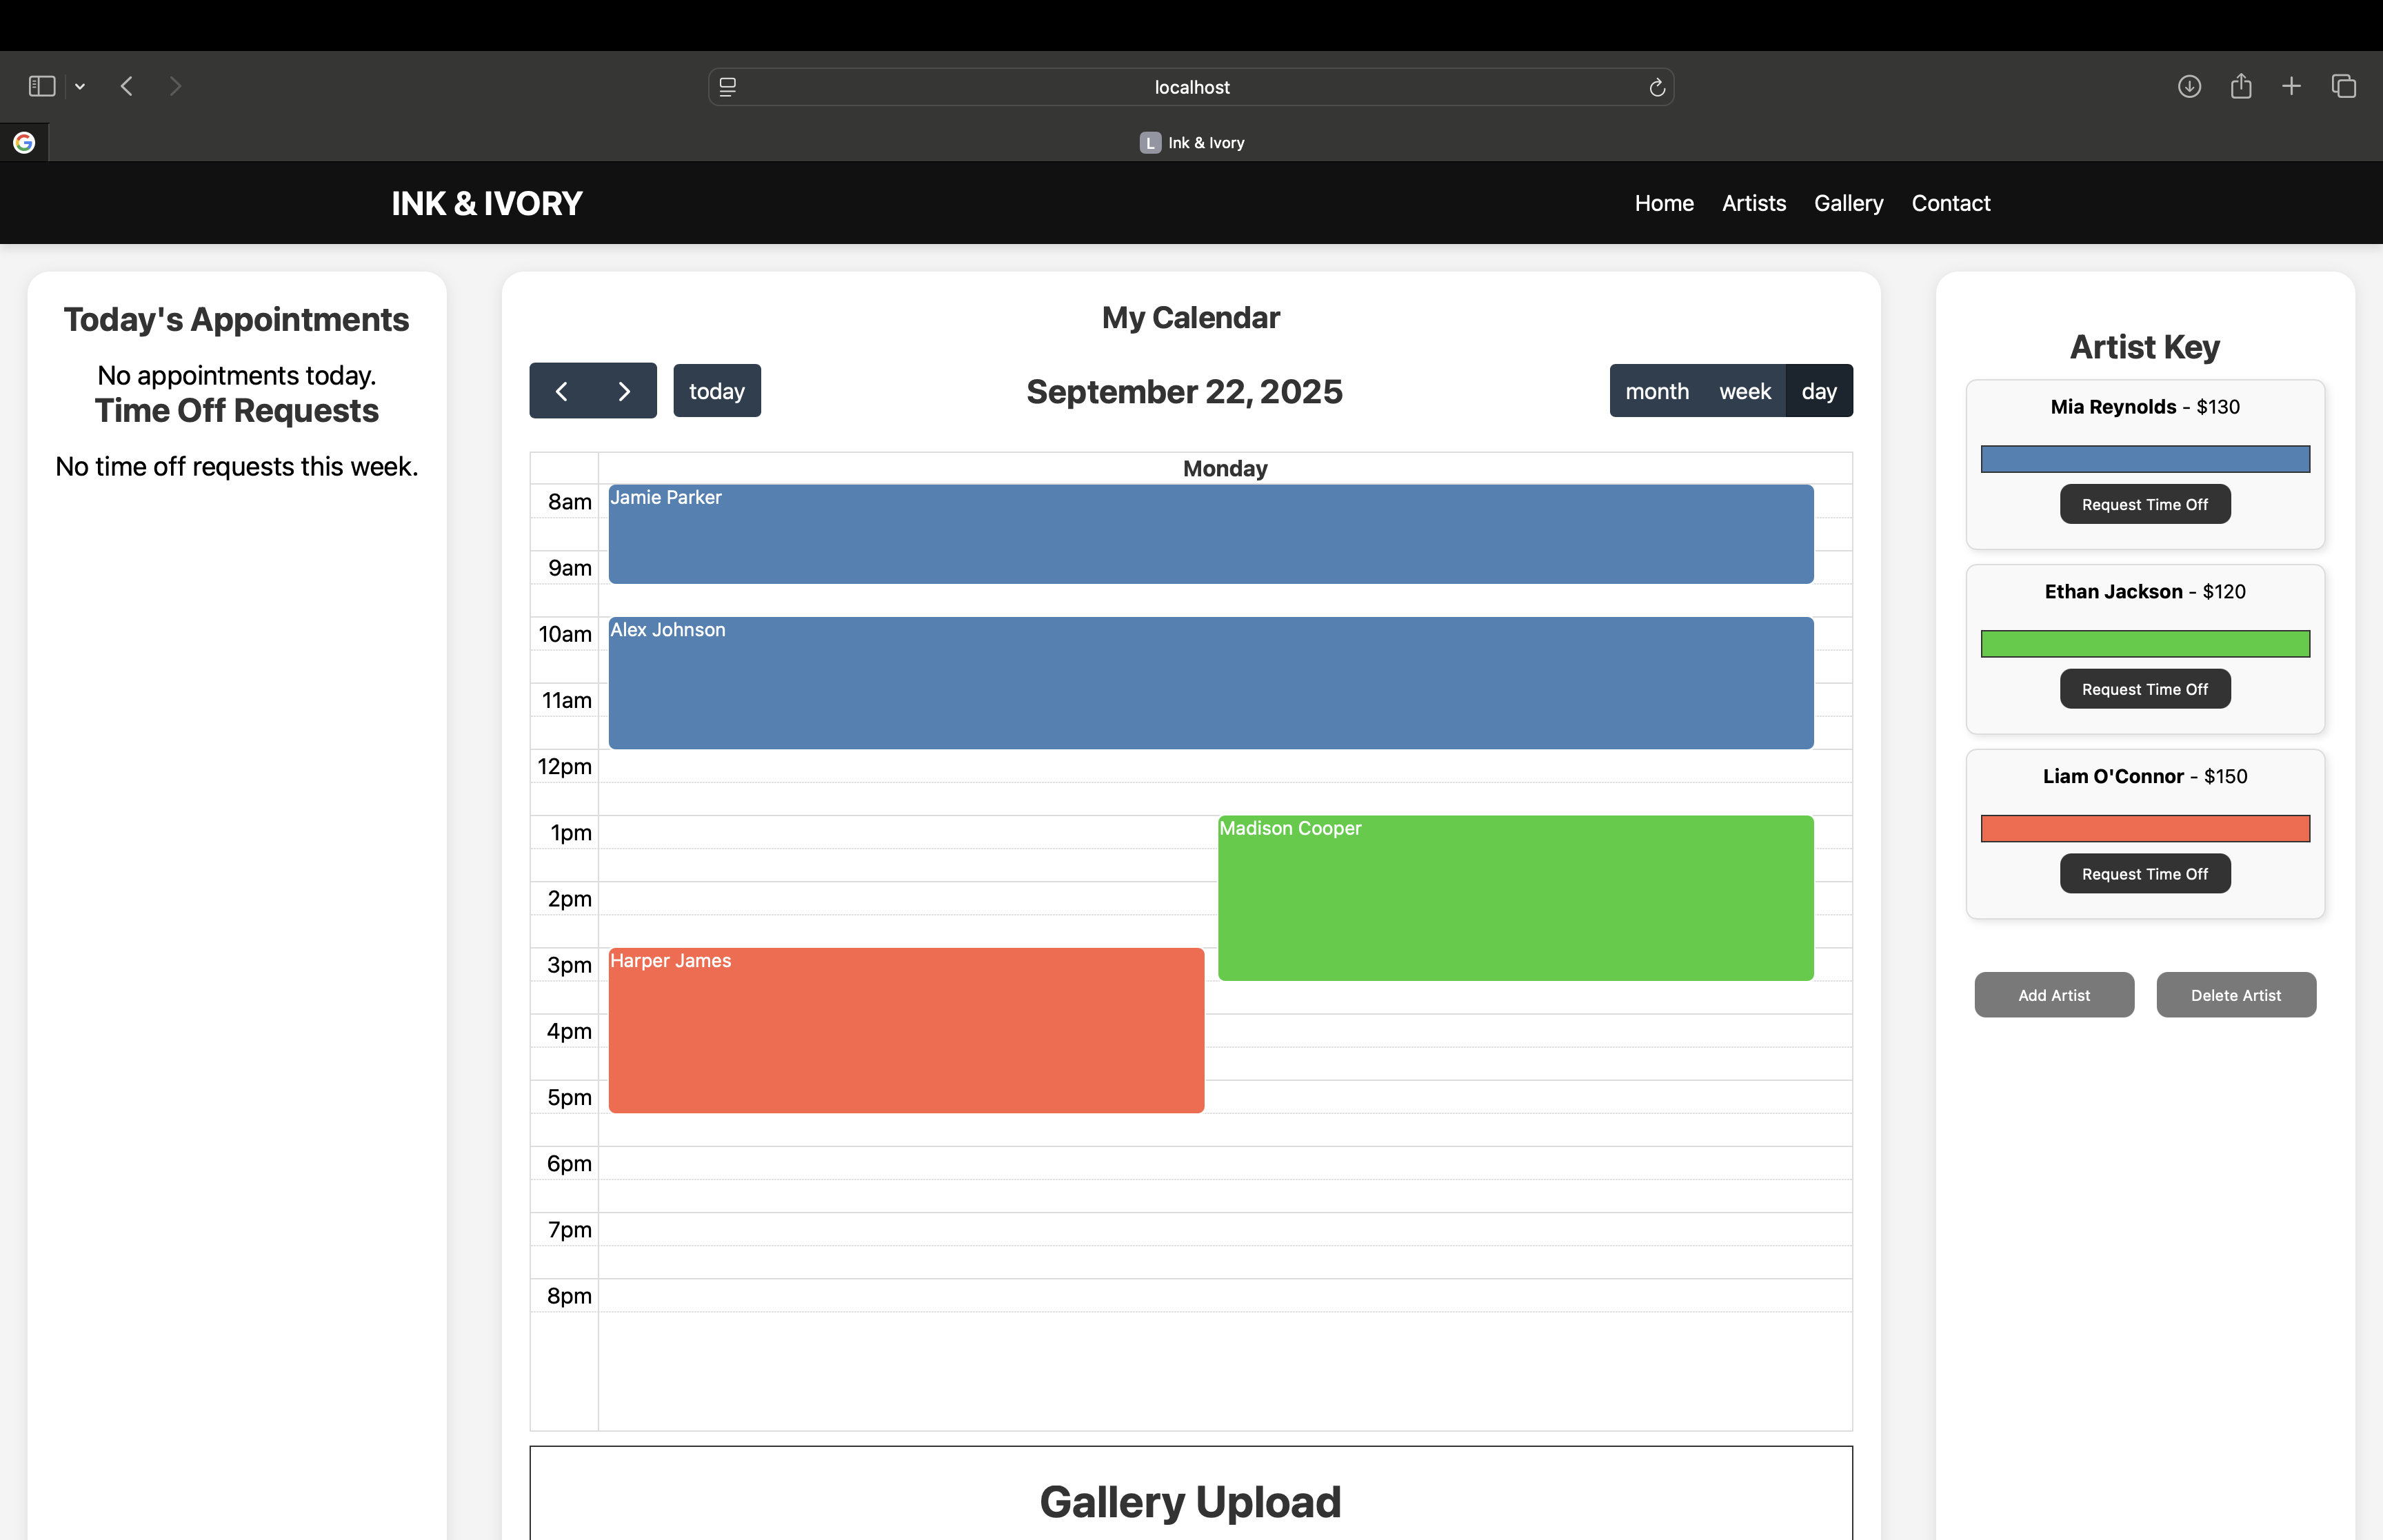 localhost
L Ink & Ivory
INK & IVORY
Home Artists Gallery Contact
Today's Appointments
No appointments today.
Time Off Requests
No time off requests this week.
My Calendar
today
September 22, 2025
month week day
Monday
8am
Jamie Parker
9am
10am
Alex Johnson
11am
12pm
1pm
Madison Cooper
2pm
3pm
Harper James
4pm
5pm
6pm
7pm
8pm
Gallery Upload
Artist Key
Mia Reynolds - $130
Request Time Off
Ethan Jackson - $120
Request Time Off
Liam O'Connor - $150
Request Time Off
Add Artist Delete Artist